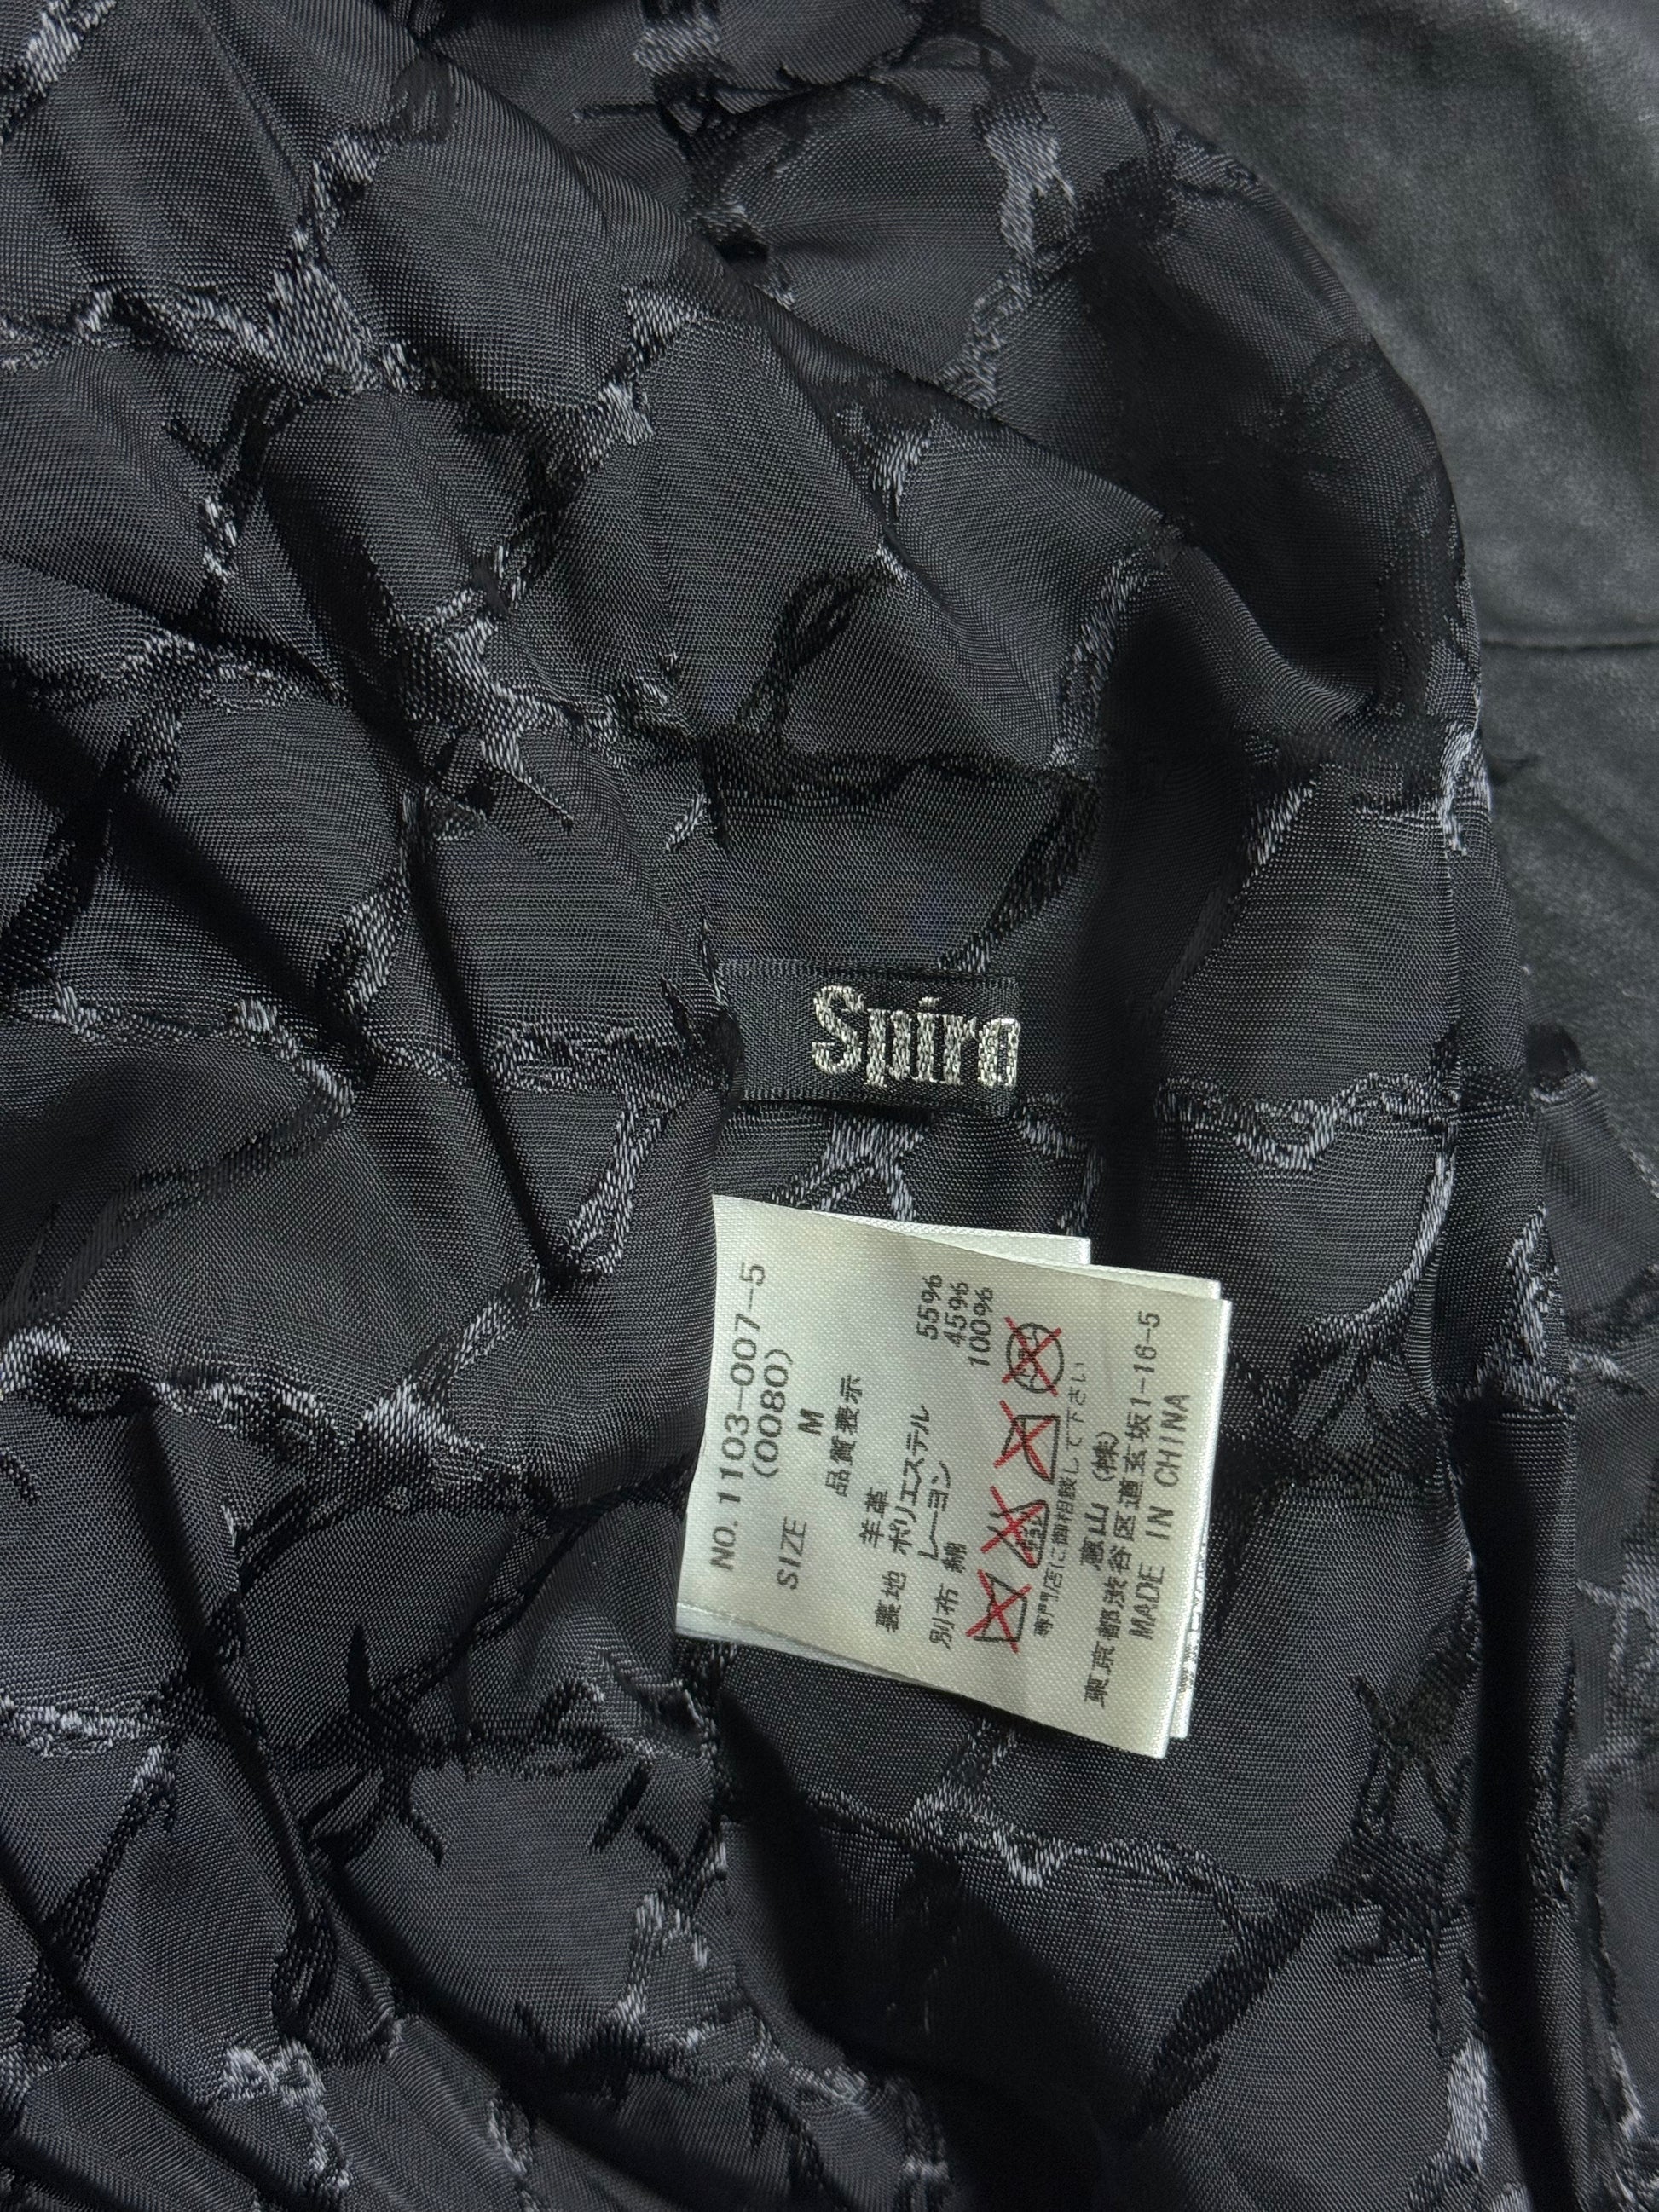 Spiro
NO. 1103-007-5
(0080)
SIZE M
品質表示
羊革
裏地 ポリエステル 55%
レーヨン 45%
別布 綿 100%
専門店にご御相談して下さい
恵山(株)
東京都渋谷区道玄坂1-16-5
MADE IN CHINA